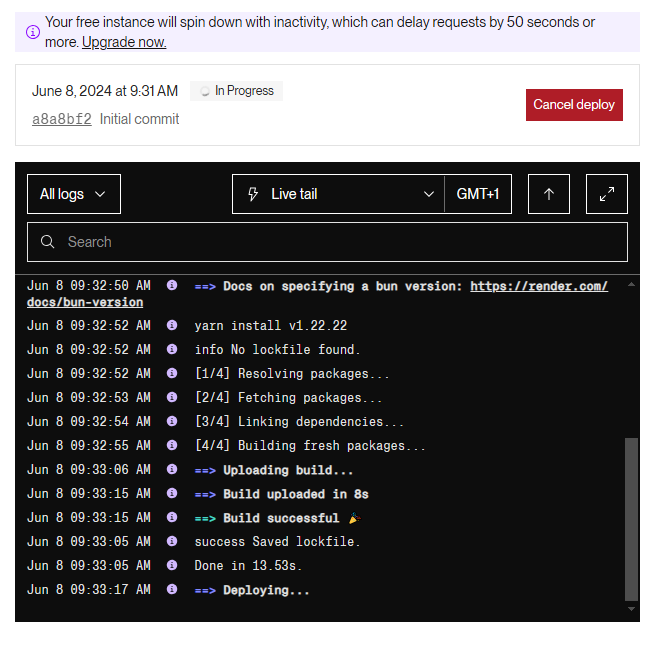 Your free instance will spin down with inactivity, which can delay requests by 50 seconds or
more. Upgrade now.
June 8, 2024 at 9:31 AM In Progress
Cancel deploy
a8a8bf2 Initial commit
All logs Live tail GMT+1
Search
Jun 8 09:32:50 AM ==> Docs on specifying a bun version: https://render.com/
docs/bun-version
Jun 8 09:32:52 AM yarn install v1.22.22
Jun 8 09:32:52 AM info No lockfile found.
Jun 8 09:32:52 AM [1/4] Resolving packages...
Jun 8 09:32:53 AM [2/4] Fetching packages...
Jun 8 09:32:54 AM [3/4] Linking dependencies...
Jun 8 09:32:55 AM [4/4] Building fresh packages...
Jun 8 09:33:06 AM ==> Uploading build...
Jun 8 09:33:15 AM ==> Build uploaded in 8s
Jun 8 09:33:15 AM ==> Build successful 🎉
Jun 8 09:33:05 AM success Saved lockfile.
Jun 8 09:33:05 AM Done in 13.53s.
Jun 8 09:33:17 AM ==> Deploying...